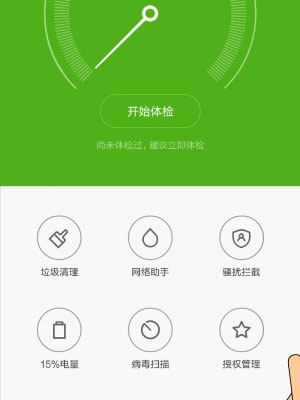 开始体检
尚未体检过，建议立即体检
垃圾清理
网络助手
骚扰拦截
15%电量
病毒扫描
授权管理